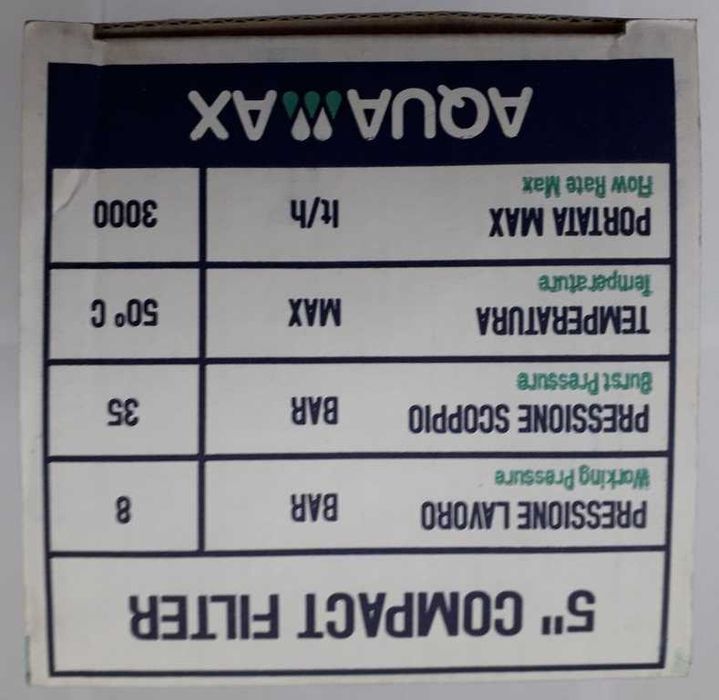 5" COMPACT FILTER
PRESSIONE LAVORO BAR 8
Working Pressure
PRESSIONE SCOPPIO BAR 35
Burst Pressure
TEMPERATURA MAX 50° C
Temperature
PORTATA MAX lt/h 3000
Flow Rate Max
AQUAMAX